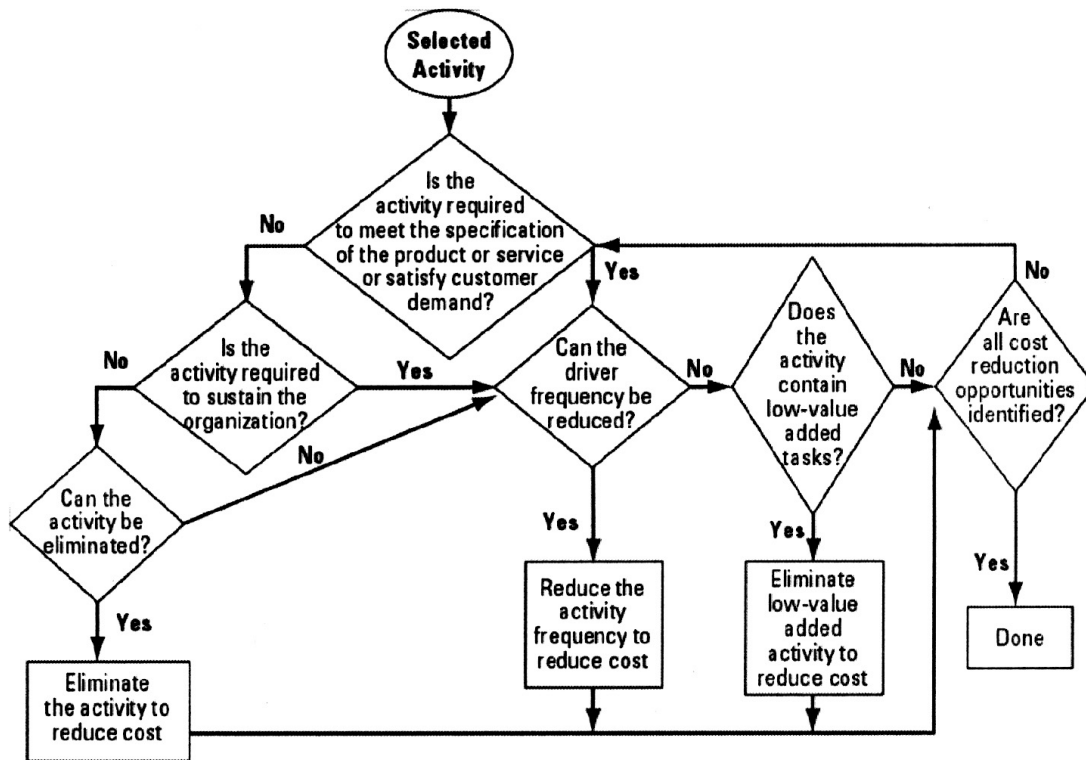 Selected
Activity
Is the
activity required
to meet the specification
of the product or service
or satisfy customer
demand?
No
Yes
Is the
activity required
to sustain the
organization?
No
Yes
Can the
activity be
eliminated?
No
Yes
Eliminate
the activity to
reduce cost
Can the
driver
frequency be
reduced?
No
Yes
Reduce the
activity
frequency to
reduce cost
Does
the
activity
contain
low-value
added
tasks?
No
Yes
Eliminate
low-value
added
activity to
reduce cost
Are
all cost
reduction
opportunities
identified?
No
Yes
Done